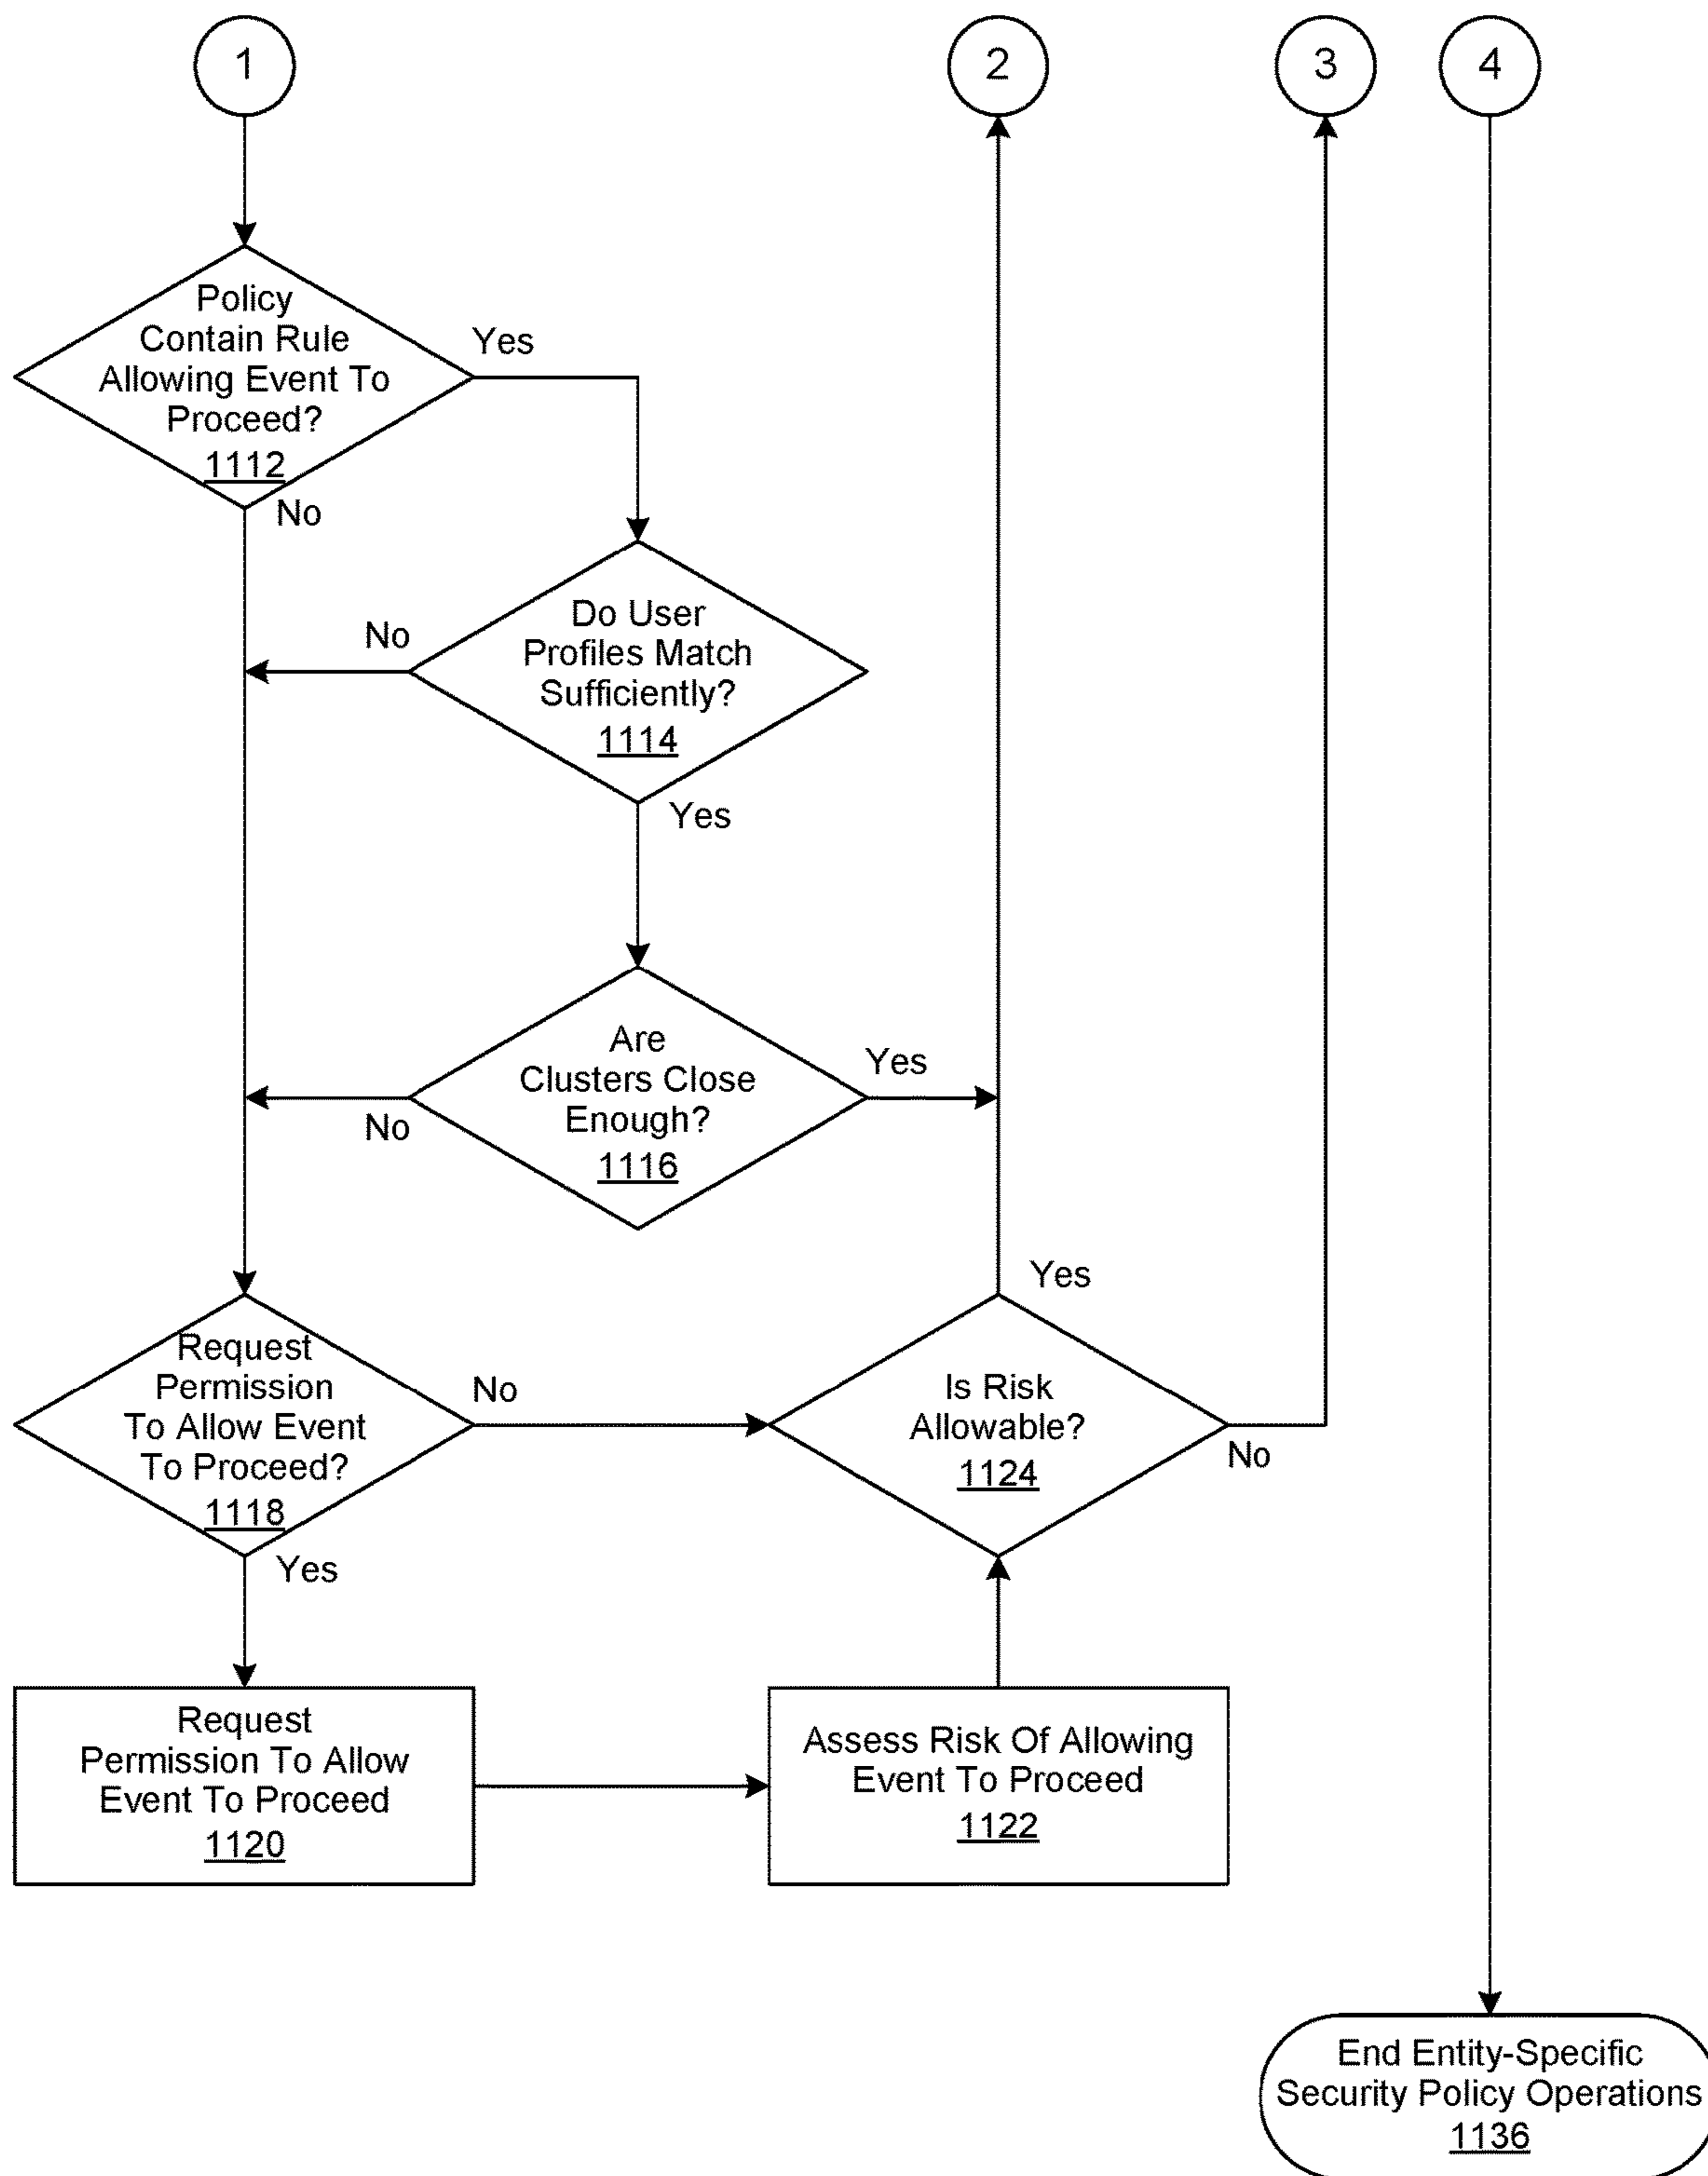 1
2
3
4
Policy
Contain Rule
Allowing Event To
Proceed?
1112
Yes
No
Do User
Profiles Match
Sufficiently?
1114
No
Yes
Are
Clusters Close
Enough?
1116
Yes
No
Request
Permission
To Allow Event
To Proceed?
1118
No
Yes
Is Risk
Allowable?
1124
Yes
No
Request
Permission To Allow
Event To Proceed
1120
Assess Risk Of Allowing
Event To Proceed
1122
End Entity-Specific
Security Policy Operations
1136